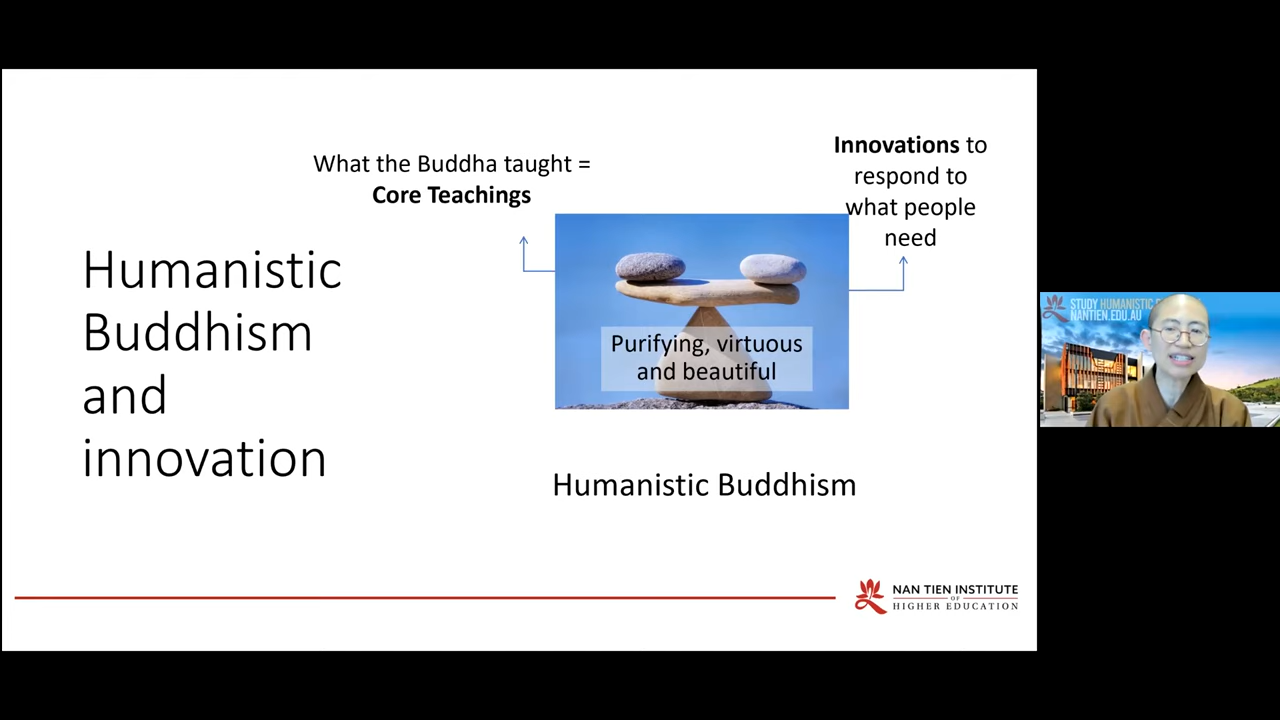 Humanistic
Buddhism
and
innovation
What the Buddha taught =
Core Teachings
Innovations to
respond to
what people
need
Purifying, virtuous
and beautiful
Humanistic Buddhism
NAN TIEN INSTITUTE
OF
HIGHER EDUCATION
STUDY HUMANISTIC
NANTIEN.EDU.AU